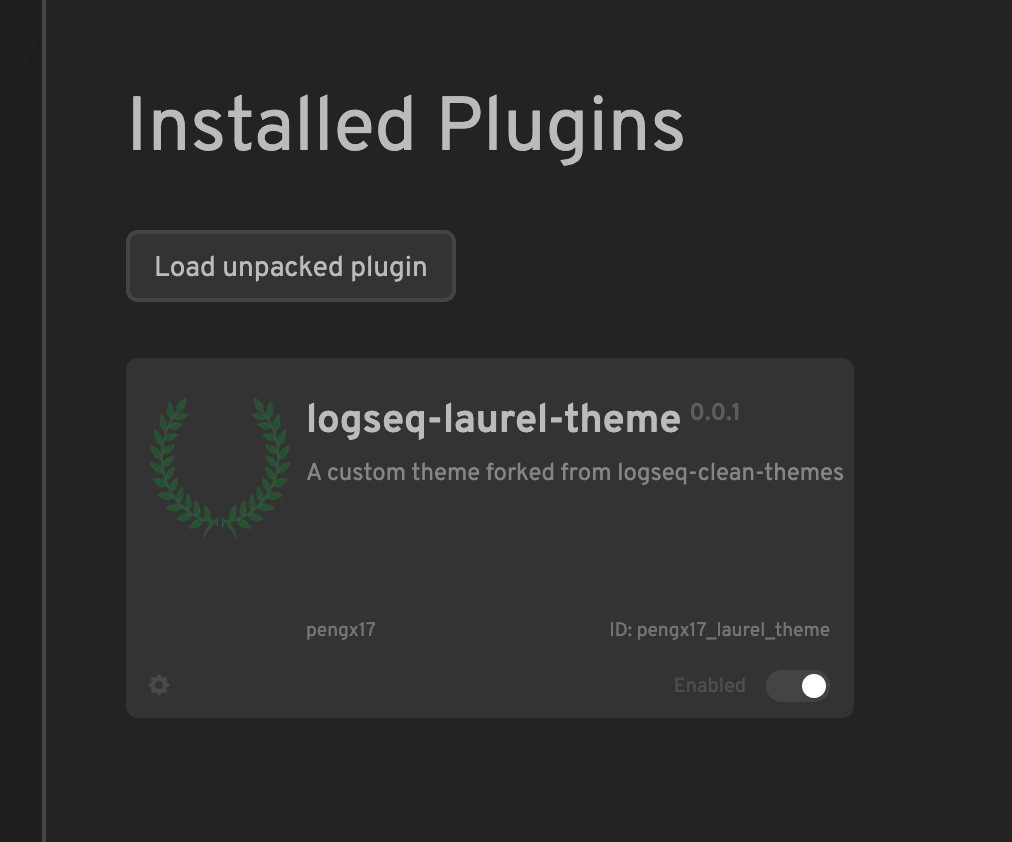 Installed Plugins
Load unpacked plugin
logseq-laurel-theme 0.0.1
A custom theme forked from logseq-clean-themes
pengx17 ID: pengx17_laurel_theme
Enabled